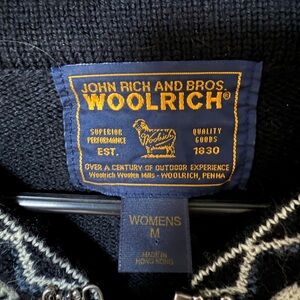 JOHN RICH AND BROS.
WOOLRICH®
SUPERIOR PERFORMANCE
QUALITY GOODS
Woolrich
EST. 1830
OVER A CENTURY OF OUTDOOR EXPERIENCE
Woolrich Woolen Mills - WOOLRICH, PENNA
WOMENS
M
MADE IN
HONG KONG